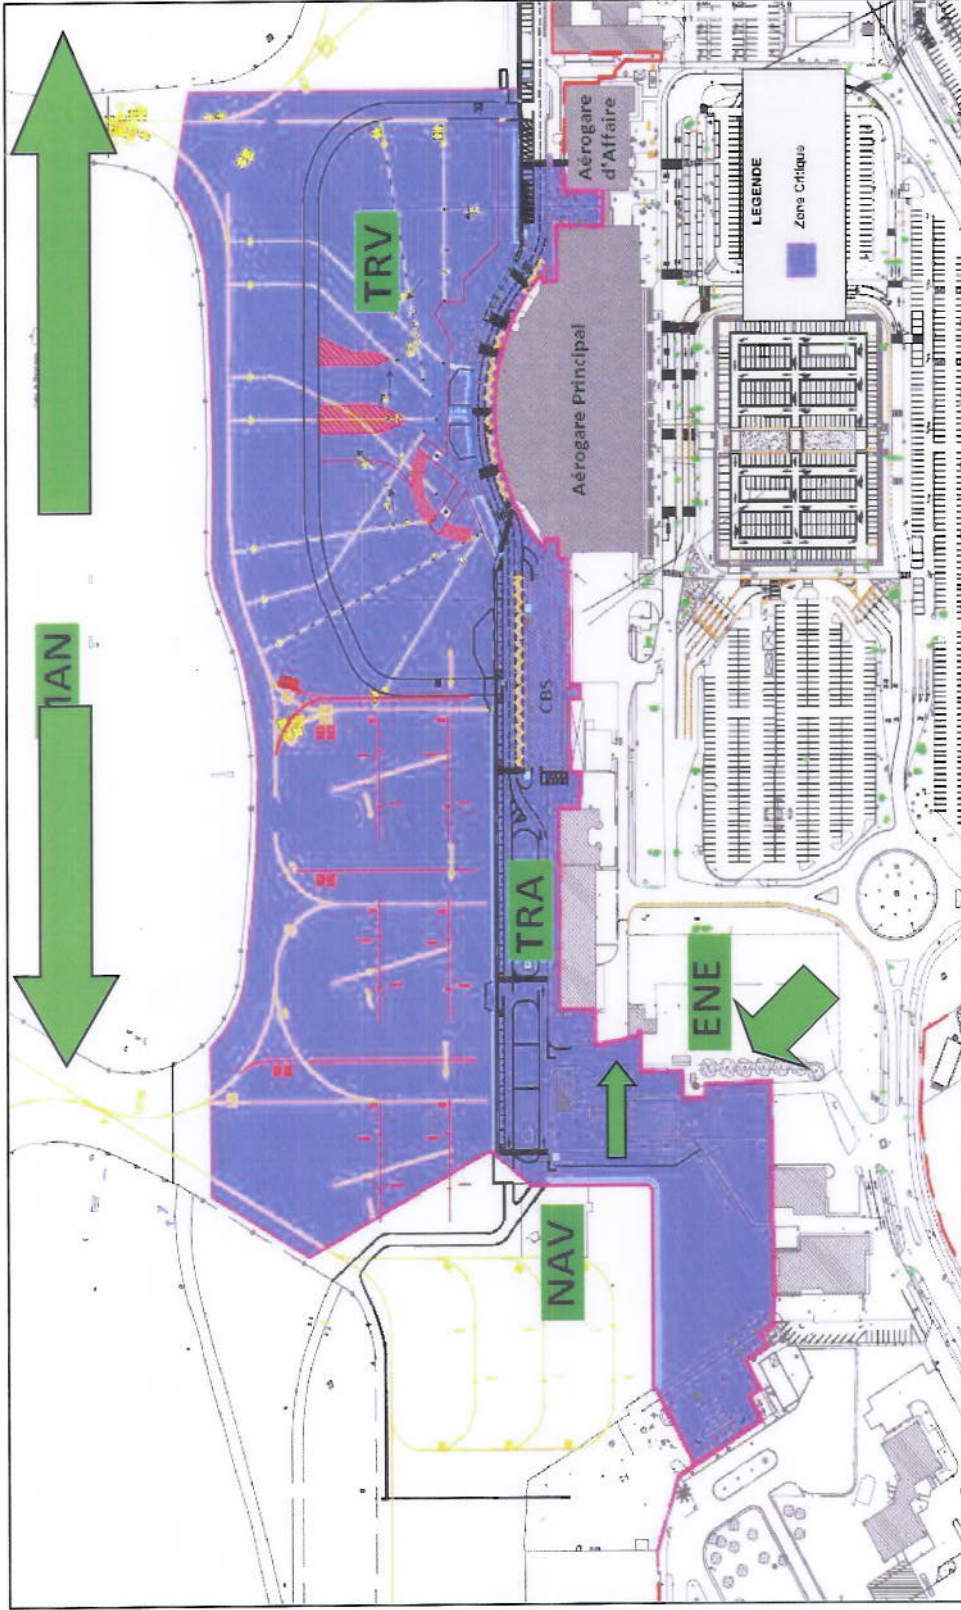 MAN
TRV
Aérogare
d'Affaire
Aérogare Principal
LEGENDE
Zone Critique
CBS
TRA
ENE
NAV